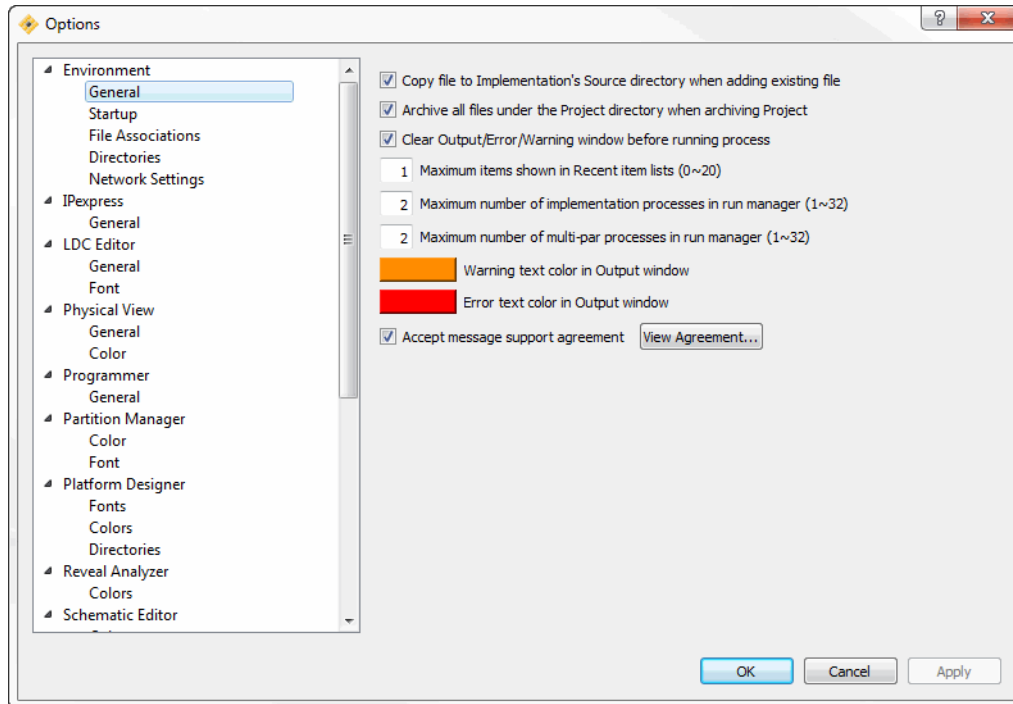 Options
Environment
General
Startup
File Associations
Directories
Network Settings
IPexpress
General
LDC Editor
General
Font
Physical View
General
Color
Programmer
General
Partition Manager
Color
Font
Platform Designer
Fonts
Colors
Directories
Reveal Analyzer
Colors
Schematic Editor
Copy file to Implementation's Source directory when adding existing file
Archive all files under the Project directory when archiving Project
Clear Output/Error/Warning window before running process
1 Maximum items shown in Recent item lists (0~20)
2 Maximum number of implementation processes in run manager (1~32)
2 Maximum number of multi-par processes in run manager (1~32)
Warning text color in Output window
Error text color in Output window
Accept message support agreement View Agreement...
OK Cancel Apply